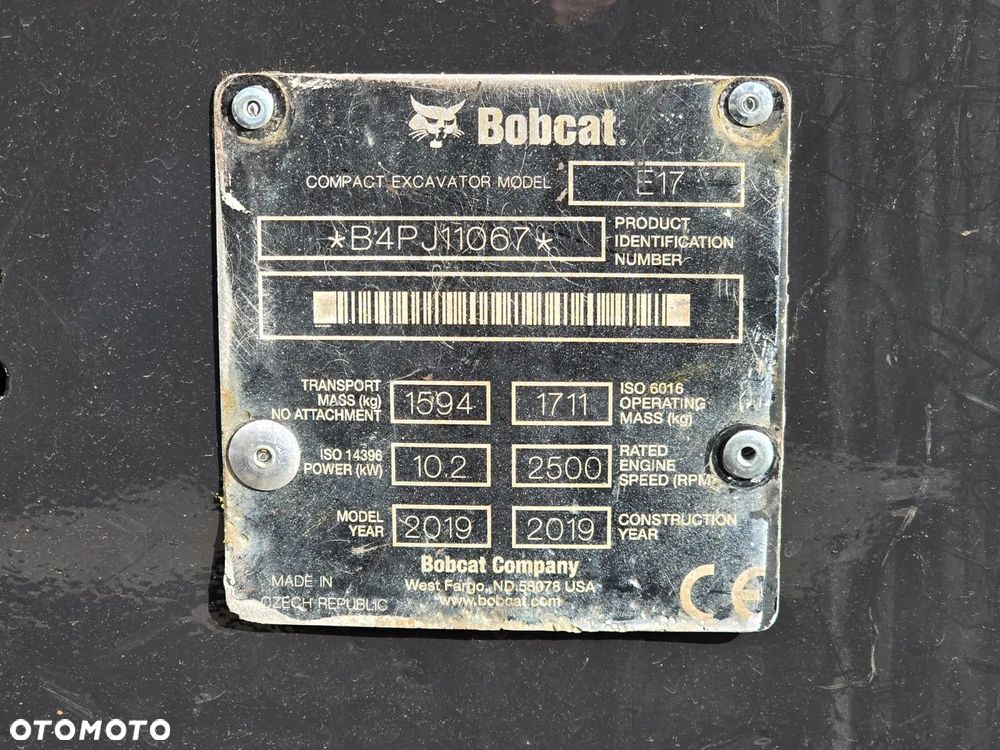 Bobcat
COMPACT EXCAVATOR MODEL E17
*B4PJ11067* PRODUCT
IDENTIFICATION
NUMBER
TRANSPORT
MASS (kg)
NO ATTACHMENT 1594 1711 ISO 6016
OPERATING
MASS (kg)
ISO 14396
POWER (kW) 10.2 2500 RATED
ENGINE
SPEED (RPM)
MODEL
YEAR 2019 2019 CONSTRUCTION
YEAR
Bobcat Company
West Fargo, ND 58078 USA
www.bobcat.com
MADE IN
CZECH REPUBLIC
CE
OTOMOTO